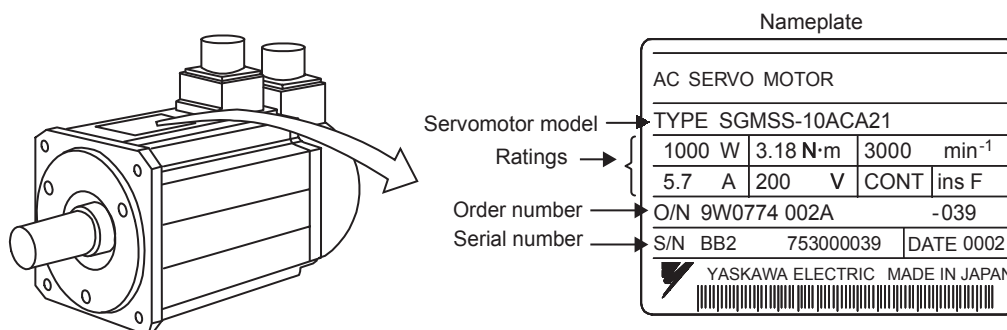 Nameplate
AC SERVO MOTOR
Servomotor model TYPE SGMSS-10ACA21
Ratings
1000 W 3.18 N·m 3000 min-1
5.7 A 200 V CONT ins F
Order number O/N 9W0774 002A -039
Serial number S/N BB2 753000039 DATE 0002
YASKAWA ELECTRIC MADE IN JAPAN